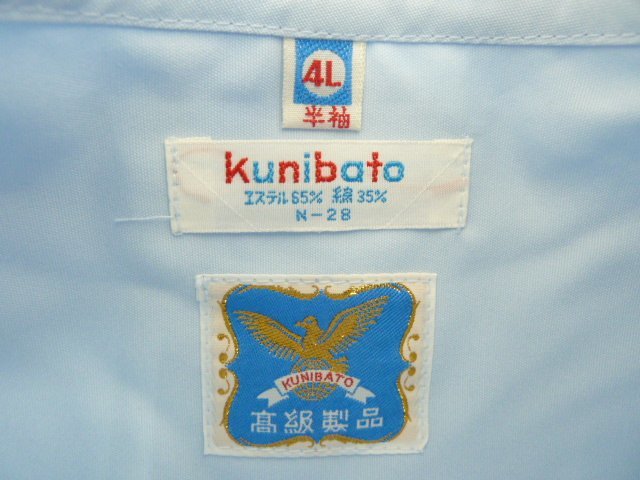 4L
半袖
Kunibato
エステル65% 綿35%
N-28
KUNIBATO
高級製品